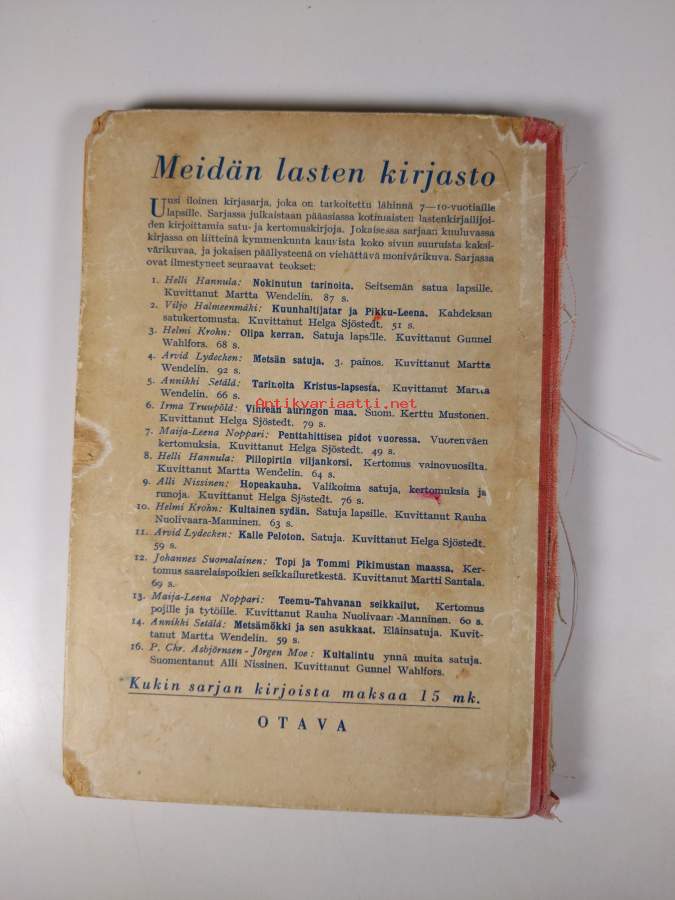 Meidän lasten kirjasto
Uusi iloinen kirjasarja, joka on tarkoitettu lähinnä 7—10-vuotiaille
lapsille. Sarjassa julkaistaan pääasiassa kotimaisten lastenkirjailijoi-
den kirjoittamia satu- ja kertomuskirjoja. Jokaisessa sarjaan kuuluvassa
kirjassa on liitteinä kymmenkunta kaunista koko sivun suuruista kaksi-
värikuvaa, ja jokaisen päällysteenä on viehättävä monivärikuva. Sarjassa
ovat ilmestyneet seuraavat teokset:
1. Helli Hannula: Nokinutun tarinoita. Seitsemän satua lapsille.
Kuvittanut Martta Wendelin. 87 s.
2. Viljo Halmeenmäki: Kuunhaltijatar ja Pikku-Leena. Kahdeksan
satukertomusta. Kuvittanut Helga Sjöstedt. 51 s.
3. Helmi Krohn: Olipa kerran. Satuja lapsille. Kuvittanut Gunnel
Wahlfors. 68 s.
4. Arvid Lydecken: Metsän satuja. 3. painos. Kuvittanut Martta
Wendelin. 92 s.
5. Annikki Setälä: Tarinoita Kristus-lapsesta. Kuvittanut Martta
Wendelin. 66 s.
Antikvariaatti.net
6. Irma Truupõld: Vihreän auringon maa. Suom. Kerttu Mustonen.
Kuvittanut Helga Sjöstedt. 79 s.
7. Maija-Leena Noppari: Penttahittisen pidot vuoressa. Vuorenväen
kertomuksia. Kuvittanut Helga Sjöstedt. 49 s.
8. Helli Hannula: Piilopirtin viljankorsi. Kertomus vainovuosilta.
Kuvittanut Martta Wendelin. 64 s.
9. Alli Nissinen: Hopeakauha. Valikoima satuja, kertomuksia ja
runoja. Kuvittanut Helga Sjöstedt. 76 s.
10. Helmi Krohn: Kultainen sydän. Satuja lapsille. Kuvittanut Rauha
Nuolivaara-Manninen. 63 s.
11. Arvid Lydecken: Kalle Peloton. Satuja. Kuvittanut Helga Sjöstedt.
59 s.
12. Johannes Suomalainen: Topi ja Tommi Pikimustan maassa. Ker-
tomus saarelaispoikien seikkailuretkestä. Kuvittanut Martti Santala.
69 s.
13. Maija-Leena Noppari: Teemu-Tahvanan seikkailut. Kertomus
pojille ja tytöille. Kuvittanut Rauha Nuolivaara-Manninen. 60 s.
14. Annikki Setälä: Metsämökki ja sen asukkaat. Eläinsatuja. Kuvit-
tanut Martta Wendelin. 59 s.
16. P. Chr. Asbjörnsen - Jörgen Moe: Kultalintu ynnä muita satuja.
Suomentanut Alli Nissinen. Kuvittanut Gunnel Wahlfors.
Kukin sarjan kirjoista maksaa 15 mk.
OTAVA